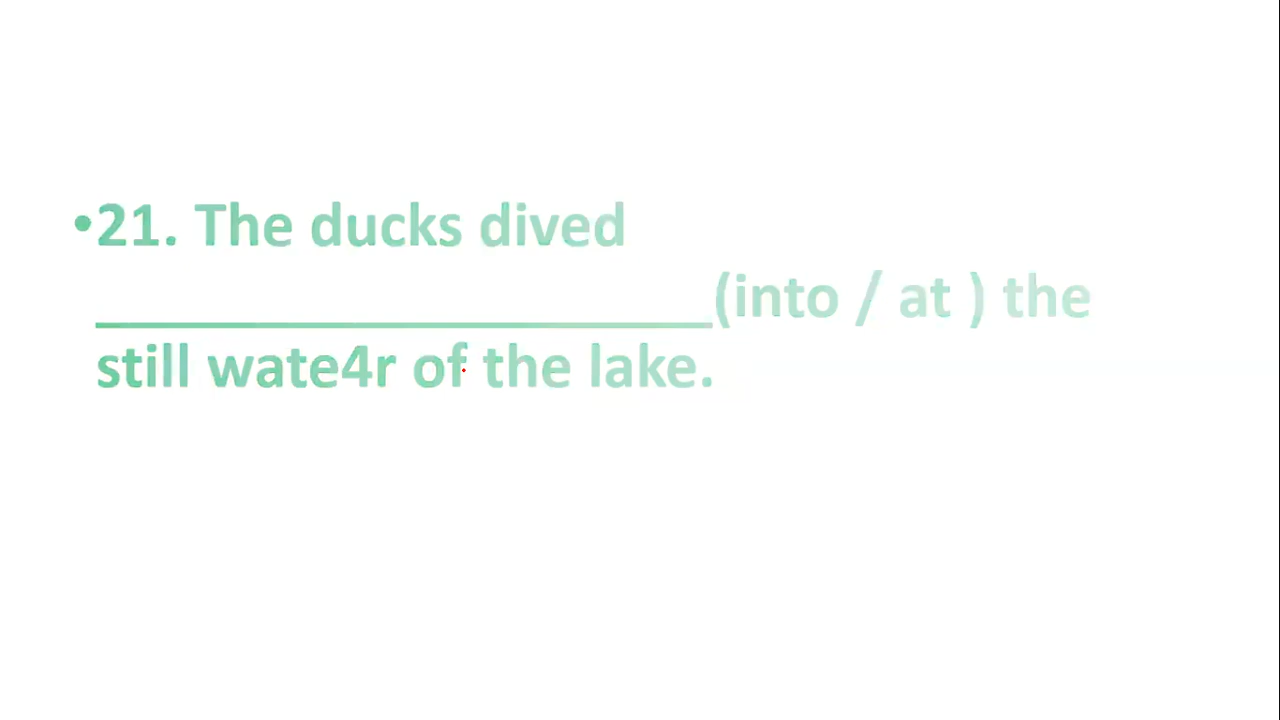 •21. The ducks dived
______________________(into / at ) the
still wate4r of the lake.